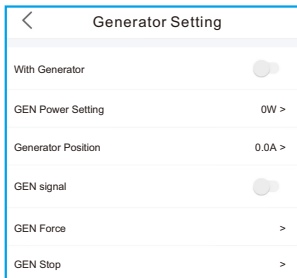 Generator Setting
With Generator
GEN Power Setting 0W >
Generator Position 0.0A >
GEN signal
GEN Force >
GEN Stop >